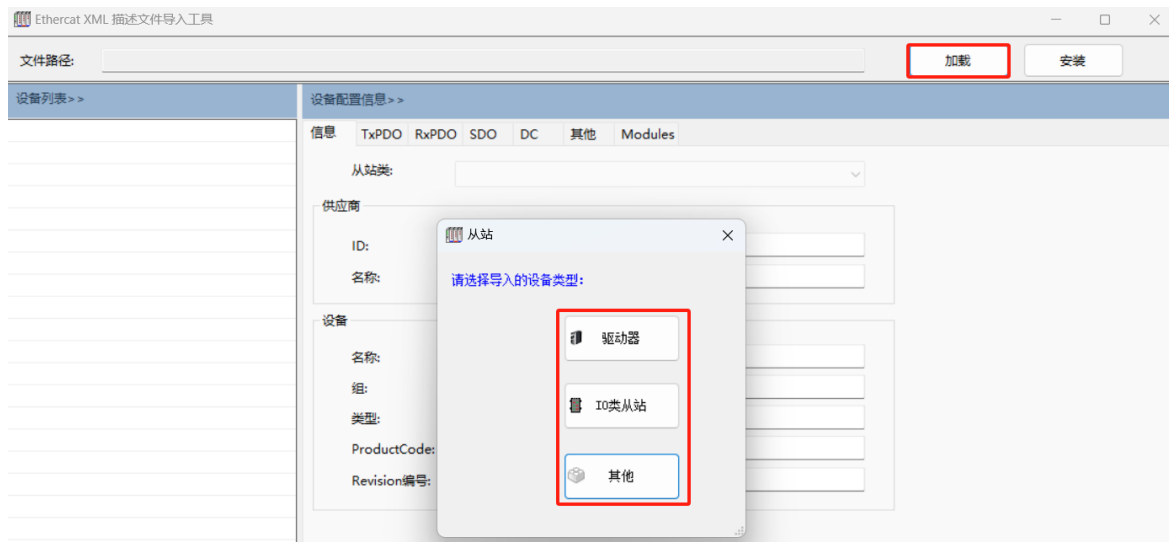 Ethercat XML 描述文件导入工具
文件路径:
加载
安装
设备列表>>
设备配置信息>>
信息 TxPDO RxPDO SDO DC 其他 Modules
从站类:
供应商
ID:
名称:
设备
名称:
组:
类型:
ProductCode:
Revision编号:
从站
请选择导入的设备类型:
驱动器
IO类从站
其他